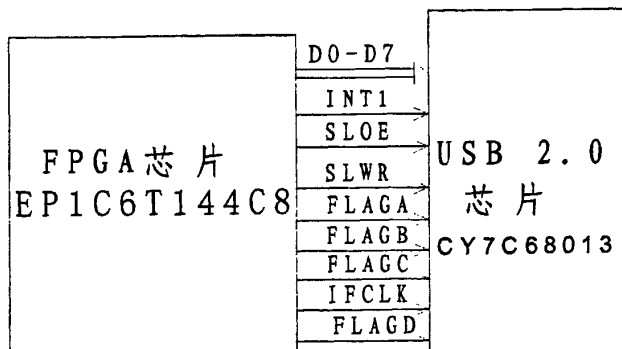 FPGA芯片
EP1C6T144C8
D0-D7
INT1
SLOE
SLWR
FLAGA
FLAGB
FLAGC
IFCLK
FLAGD
USB 2.0
芯片
CY7C68013